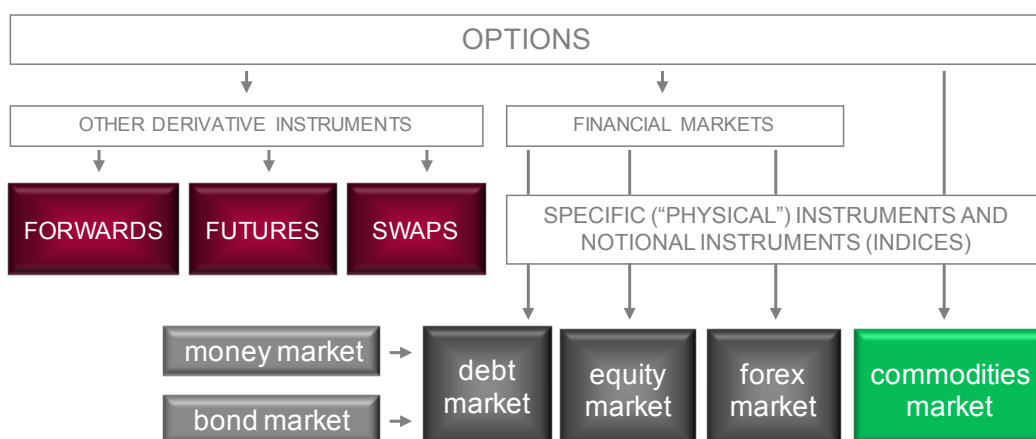 OPTIONS
OTHER DERIVATIVE INSTRUMENTS
FINANCIAL MARKETS
FORWARDS
FUTURES
SWAPS
SPECIFIC (“PHYSICAL”) INSTRUMENTS AND
NOTIONAL INSTRUMENTS (INDICES)
money market
bond market
debt
market
equity
market
forex
market
commodities
market